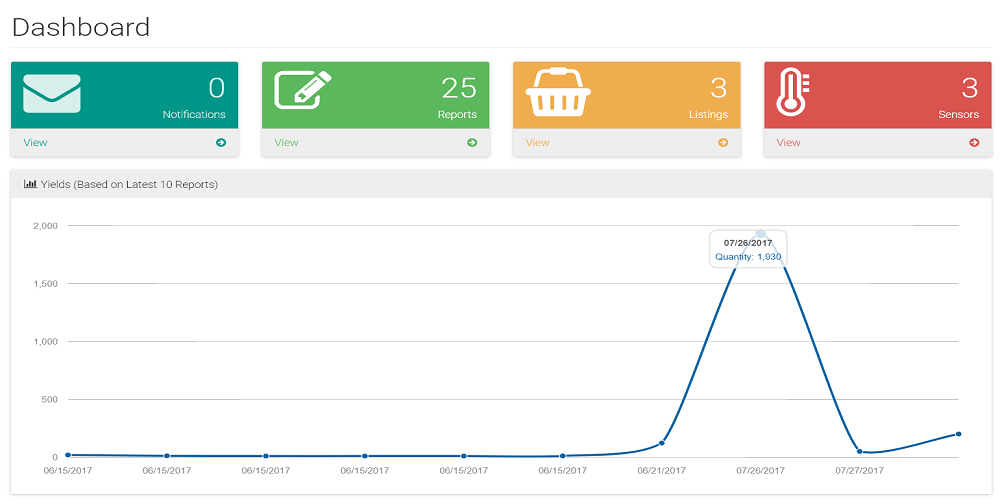 Dashboard
0
Notifications
View
25
Reports
View
3
Listings
View
3
Sensors
View
Yields (Based on Latest 10 Reports)
2,000
1,500
1,000
500
0
07/26/2017
Quantity: 1,930
06/15/2017 06/15/2017 06/15/2017 06/15/2017 06/15/2017 06/15/2017 06/21/2017 07/26/2017 07/27/2017